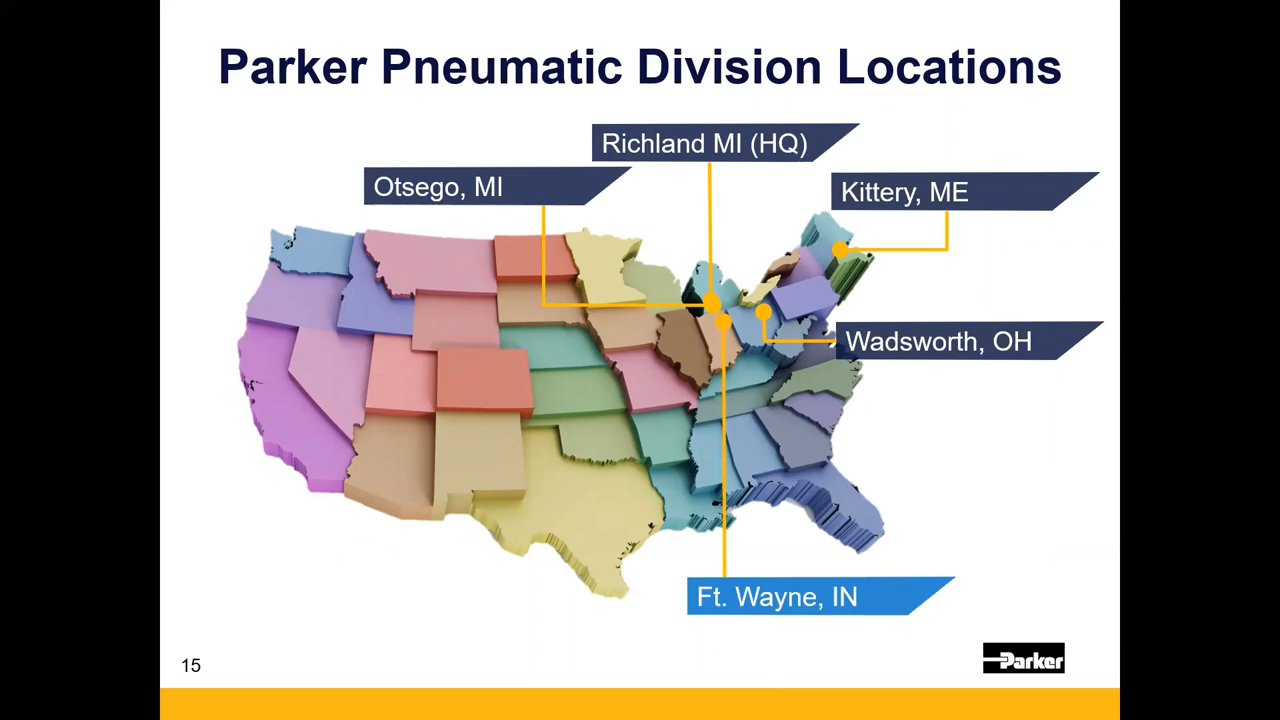 Parker Pneumatic Division Locations
Richland MI (HQ)
Otsego, MI
Kittery, ME
Wadsworth, OH
Ft. Wayne, IN
15
Parker